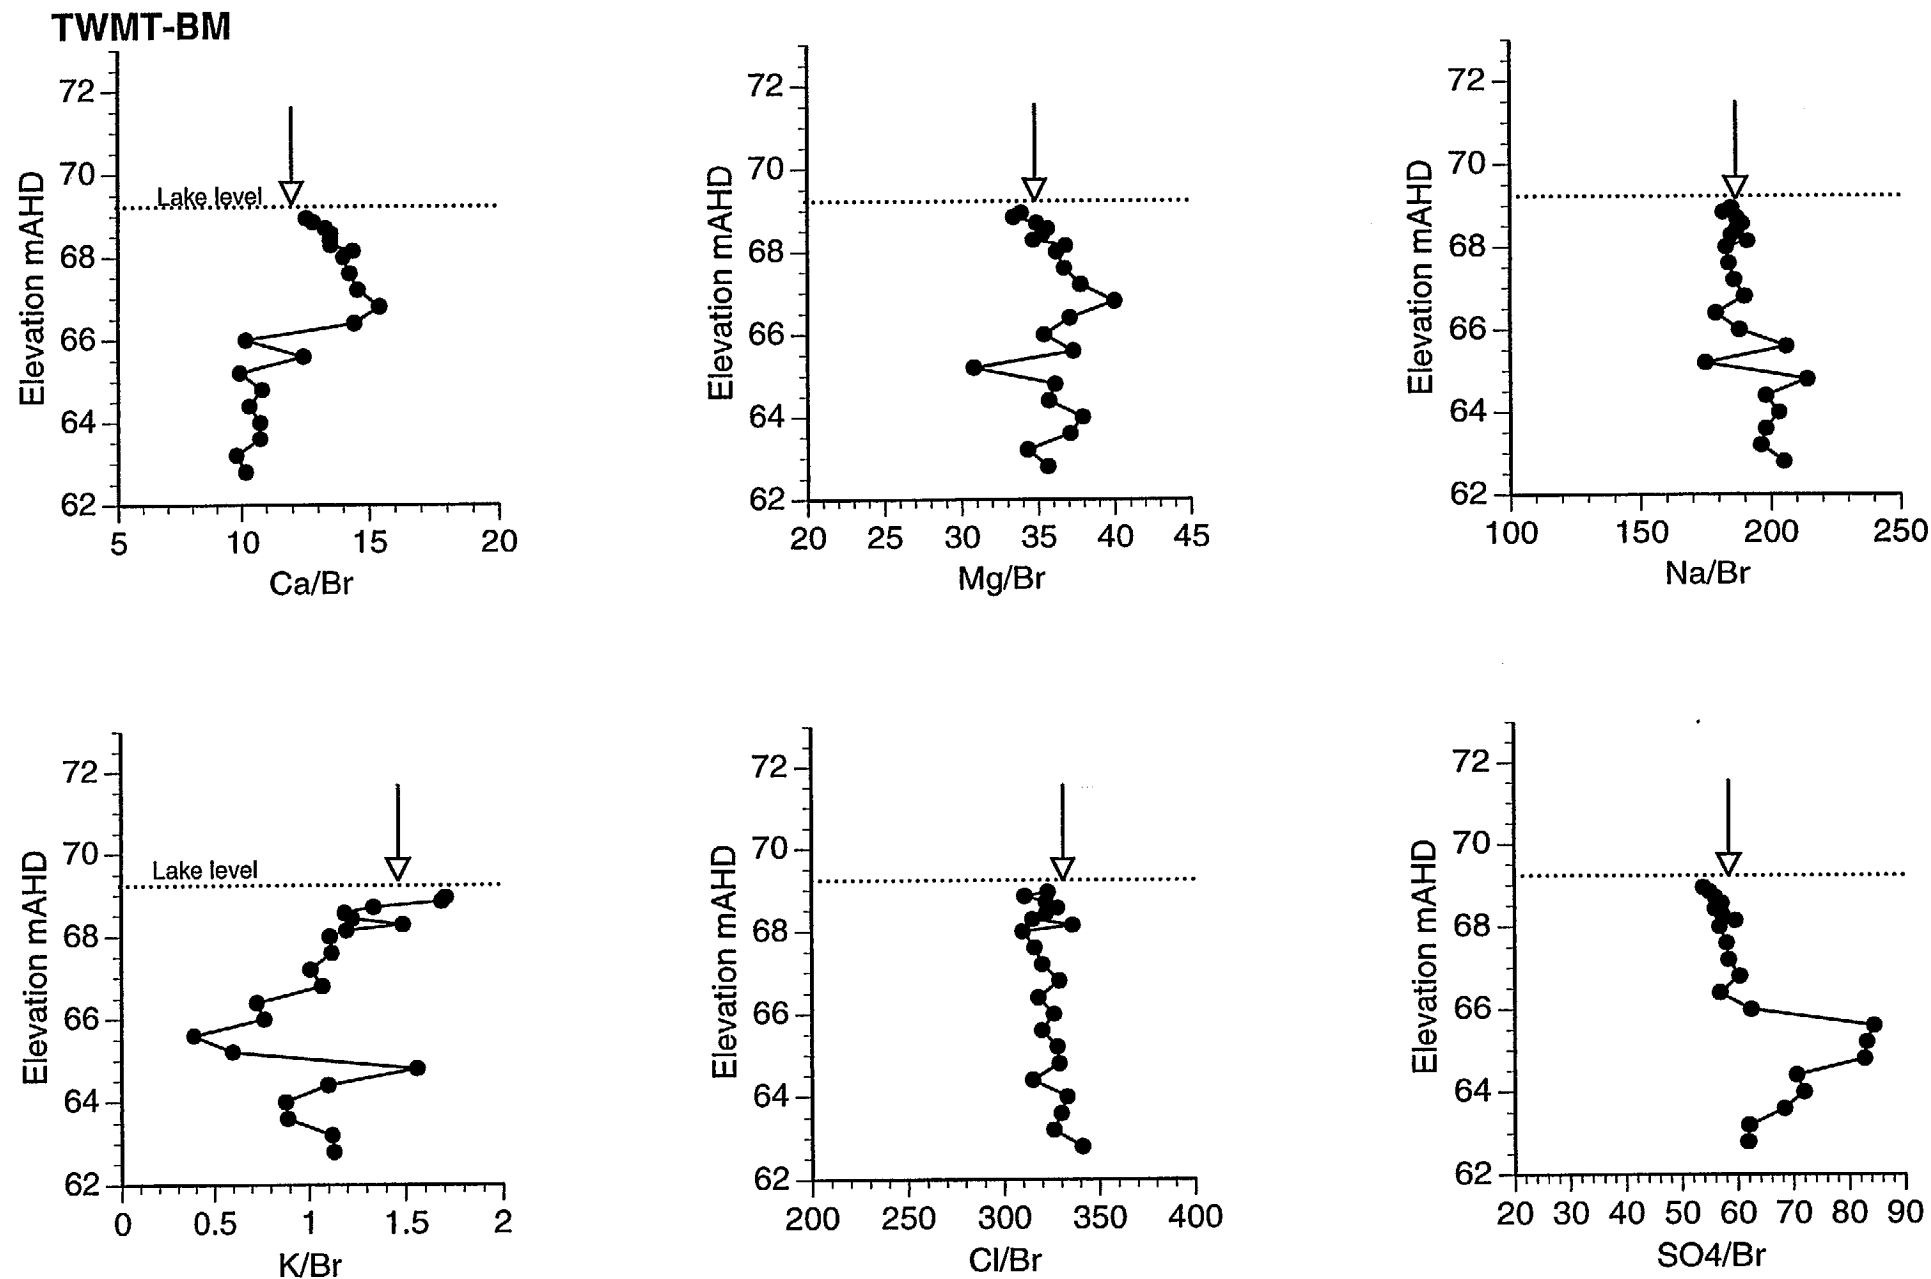 TWMT-BM
72
70
68
66
64
62
Elevation mAHD
Lake level
5 10 15 20
Ca/Br
72
70
68
66
64
62
Elevation mAHD
20 25 30 35 40 45
Mg/Br
72
70
68
66
64
62
Elevation mAHD
100 150 200 250
Na/Br
72
70
68
66
64
62
Elevation mAHD
Lake level
0 0.5 1 1.5 2
K/Br
72
70
68
66
64
62
Elevation mAHD
200 250 300 350 400
Cl/Br
72
70
68
66
64
62
Elevation mAHD
20 30 40 50 60 70 80 90
SO4/Br